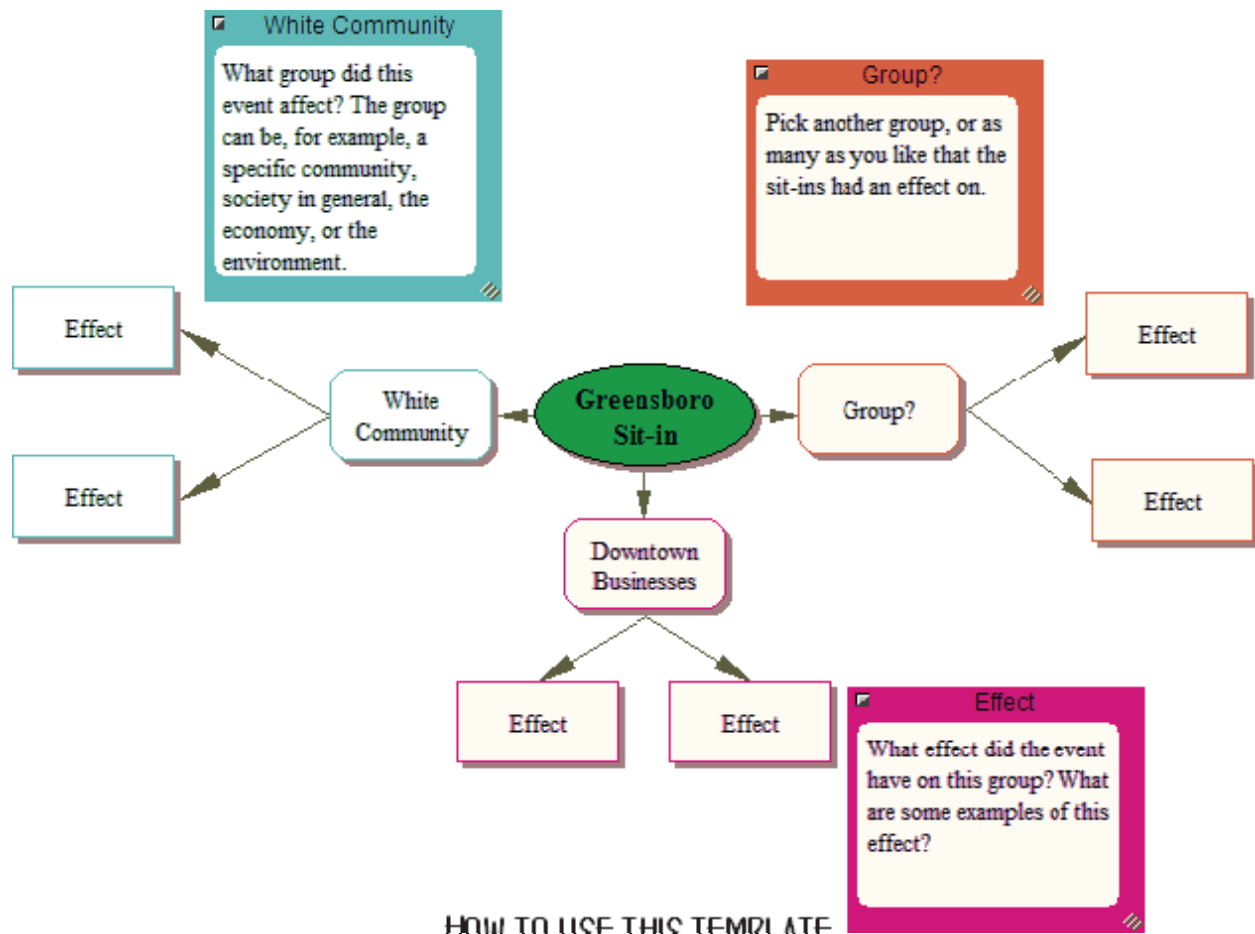 White Community
What group did this
event affect? The group
can be, for example, a
specific community,
society in general, the
economy, or the
environment.
Group?
Pick another group, or as
many as you like that the
sit-ins had an effect on.
Effect
Effect
White
Community
Greensboro
Sit-in
Group?
Effect
Effect
Downtown
Businesses
Effect
Effect
Effect
What effect did the event
have on this group? What
are some examples of this
effect?
HOW TO USE THIS TEMPLATE